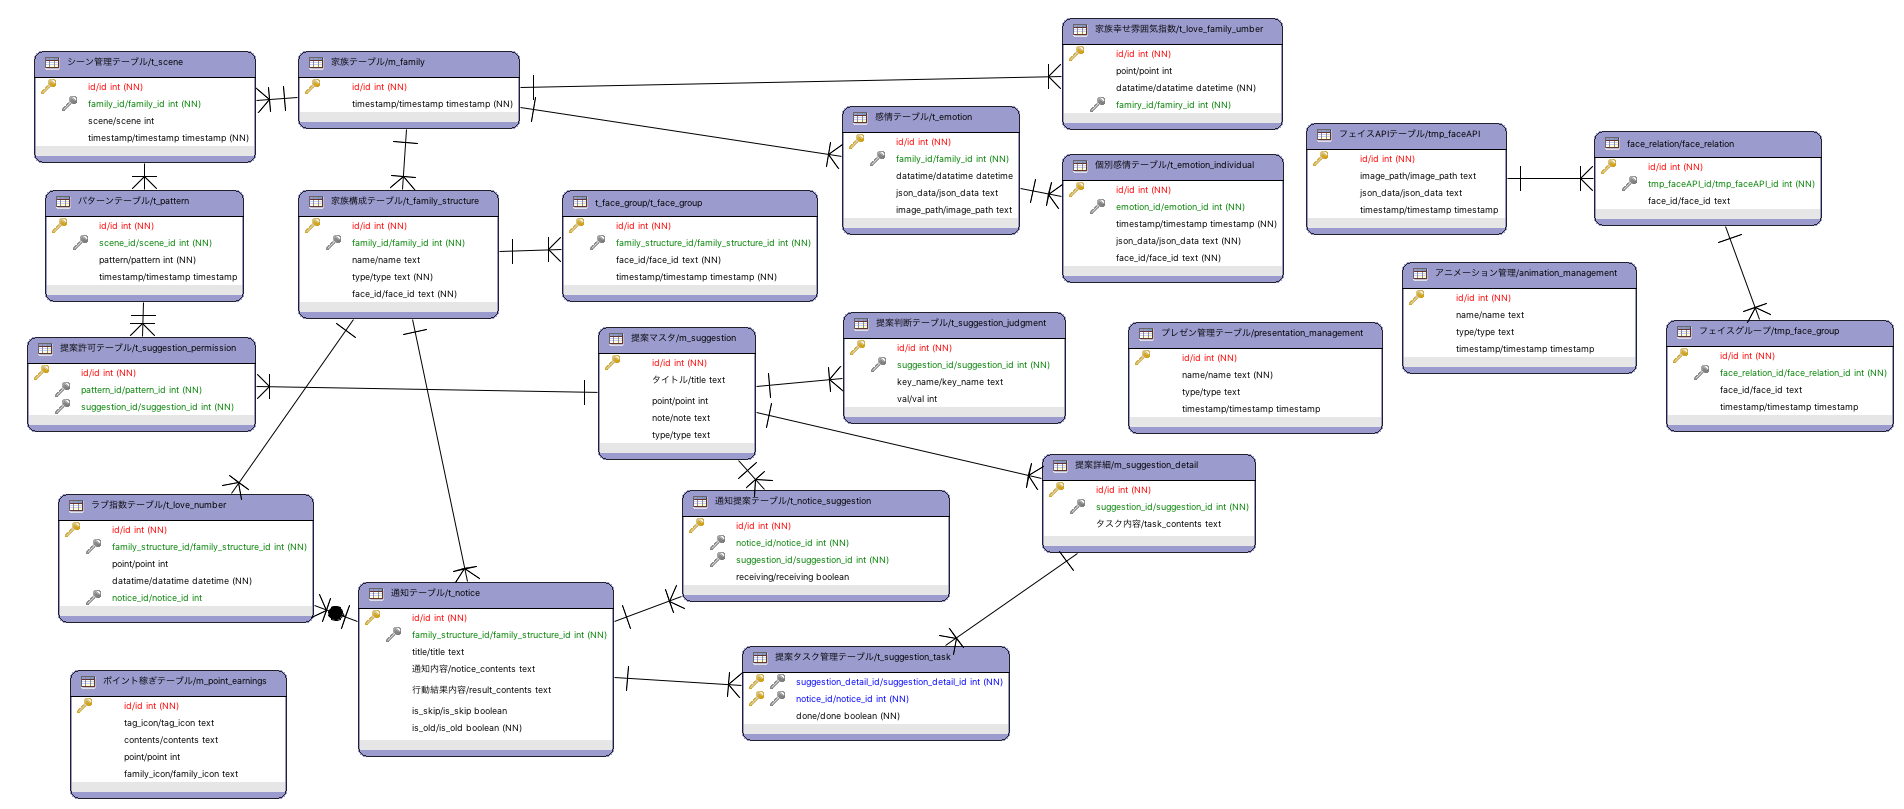 シーン管理テーブル/t_scene
id/id int (NN)
family_id/family_id int (NN)
scene/scene int
timestamp/timestamp timestamp (NN)
家族テーブル/m_family
id/id int (NN)
timestamp/timestamp timestamp (NN)
家族幸せ雰囲気指数/t_love_family_umber
id/id int (NN)
point/point int
datatime/datatime datetime (NN)
famiry_id/famiry_id int (NN)
感情テーブル/t_emotion
id/id int (NN)
family_id/family_id int (NN)
datatime/datatime datetime
json_data/json_data text
image_path/image_path text
個別感情テーブル/t_emotion_individual
id/id int (NN)
emotion_id/emotion_id int (NN)
timestamp/timestamp timestamp (NN)
json_data/json_data text (NN)
face_id/face_id text (NN)
フェイスAPIテーブル/tmp_faceAPI
id/id int (NN)
image_path/image_path text
json_data/json_data text
timestamp/timestamp timestamp
face_relation/face_relation
id/id int (NN)
tmp_faceAPI_id/tmp_faceAPI_id int (NN)
face_id/face_id text
パターンテーブル/t_pattern
id/id int (NN)
scene_id/scene_id int (NN)
pattern/pattern int (NN)
timestamp/timestamp timestamp
家族構成テーブル/t_family_structure
id/id int (NN)
family_id/family_id int (NN)
name/name text
type/type text (NN)
face_id/face_id text (NN)
t_face_group/t_face_group
id/id int (NN)
family_structure_id/family_structure_id int (NN)
face_id/face_id text (NN)
timestamp/timestamp timestamp (NN)
アニメーション管理/animation_management
id/id int (NN)
name/name text
type/type text
timestamp/timestamp timestamp
提案許可テーブル/t_suggestion_permission
id/id int (NN)
pattern_id/pattern_id int (NN)
suggestion_id/suggestion_id int (NN)
提案マスタ/m_suggestion
id/id int (NN)
タイトル/title text
point/point int
note/note text
type/type text
提案判断テーブル/t_suggestion_judgment
id/id int (NN)
suggestion_id/suggestion_id int (NN)
key_name/key_name text
val/val int
プレゼン管理テーブル/presentation_management
id/id int (NN)
name/name text (NN)
type/type text
timestamp/timestamp timestamp
フェイスグループ/tmp_face_group
id/id int (NN)
face_relation_id/face_relation_id int (NN)
face_id/face_id text
timestamp/timestamp timestamp
提案詳細/m_suggestion_detail
id/id int (NN)
suggestion_id/suggestion_id int (NN)
タスク内容/task_contents text
ラブ指数テーブル/t_love_number
id/id int (NN)
family_structure_id/family_structure_id int (NN)
point/point int
datatime/datatime datetime (NN)
notice_id/notice_id int
通知提案テーブル/t_notice_suggestion
id/id int (NN)
notice_id/notice_id int (NN)
suggestion_id/suggestion_id int (NN)
receiving/receiving boolean
通知テーブル/t_notice
id/id int (NN)
family_structure_id/family_structure_id int (NN)
title/title text
通知内容/notice_contents text
行動結果内容/result_contents text
is_skip/is_skip boolean
is_old/is_old boolean (NN)
提案タスク管理テーブル/t_suggestion_task
suggestion_detail_id/suggestion_detail_id int (NN)
notice_id/notice_id int (NN)
done/done boolean (NN)
ポイント稼ぎテーブル/m_point_earnings
id/id int (NN)
tag_icon/tag_icon text
contents/contents text
point/point int
family_icon/family_icon text